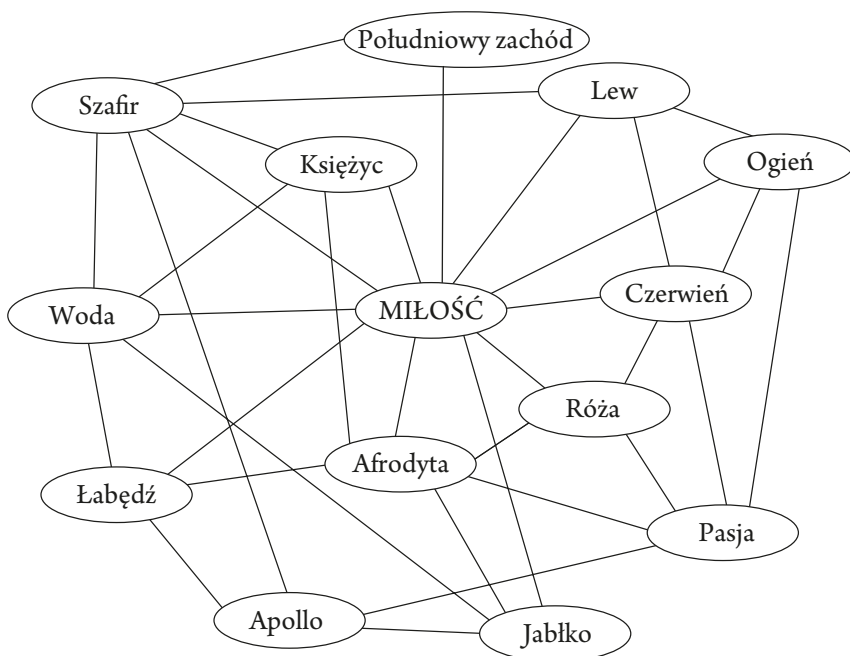 Południowy zachód
Szafir
Lew
Księżyc
Ogień
Woda
MIŁOŚĆ
Czerwień
Róża
Afrodyta
Łabędź
Pasja
Apollo
Jabłko